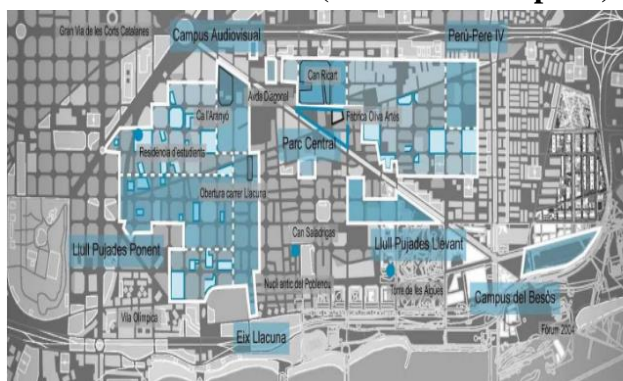 Gran Via de les Corts Catalanes
Campus Audiovisual
Perú-Pere IV
Can Ricart
Avda Diagonal
Ca l'Aranyó
Fàbrica Oliva Artés
Parc Central
Residència d'estudiants
Obertura carrer Llacuna
Can Saladrigas
Llull Pujades Ponent
Llull Pujades Llevant
Nucli antic del Poblenou
Torre de les Aigües
Campus del Besòs
Vila Olímpica
Eix Llacuna
Fòrum 2004